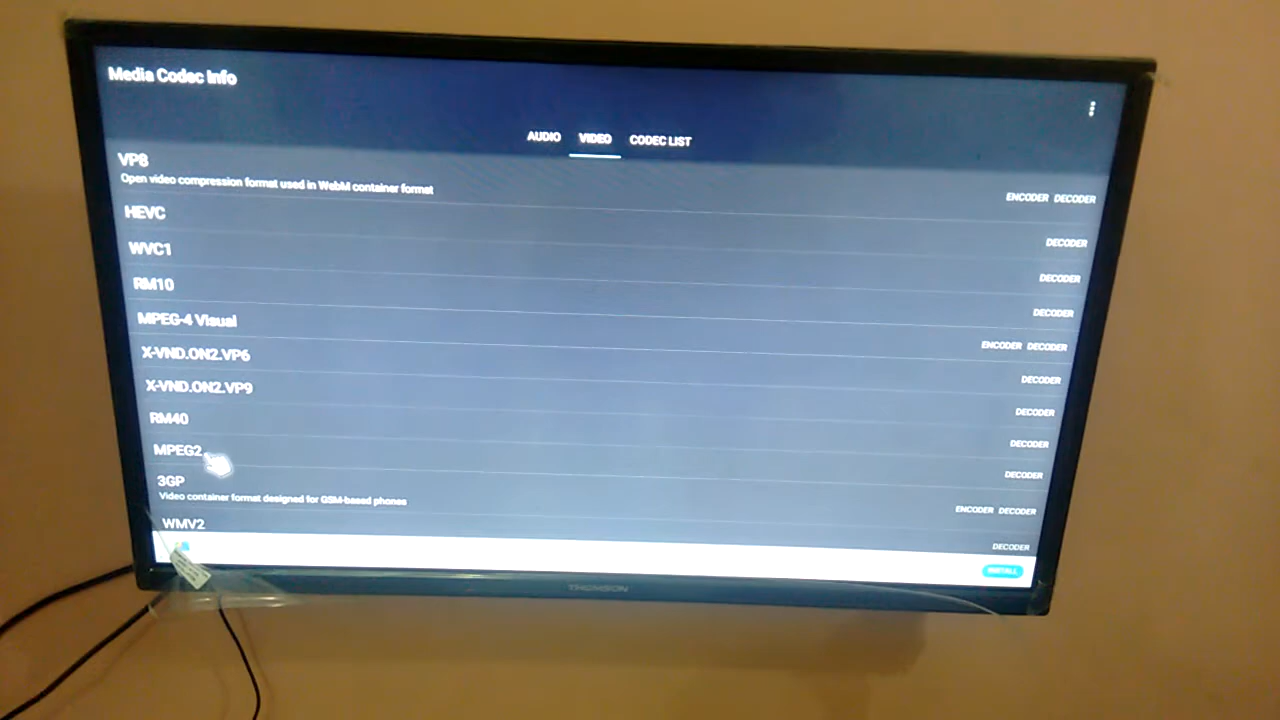 Media Codec Info
AUDIO VIDEO CODEC LIST
VP8
Open video compression format used in WebM container format
ENCODER DECODER
HEVC
DECODER
WVC1
DECODER
RM10
DECODER
MPEG-4 Visual
ENCODER DECODER
X-VND.ON2.VP6
DECODER
X-VND.ON2.VP9
DECODER
RM40
DECODER
MPEG2
DECODER
3GP
Video container format designed for GSM-based phones
ENCODER DECODER
WMV2
DECODER
INSTALL
THOMSON